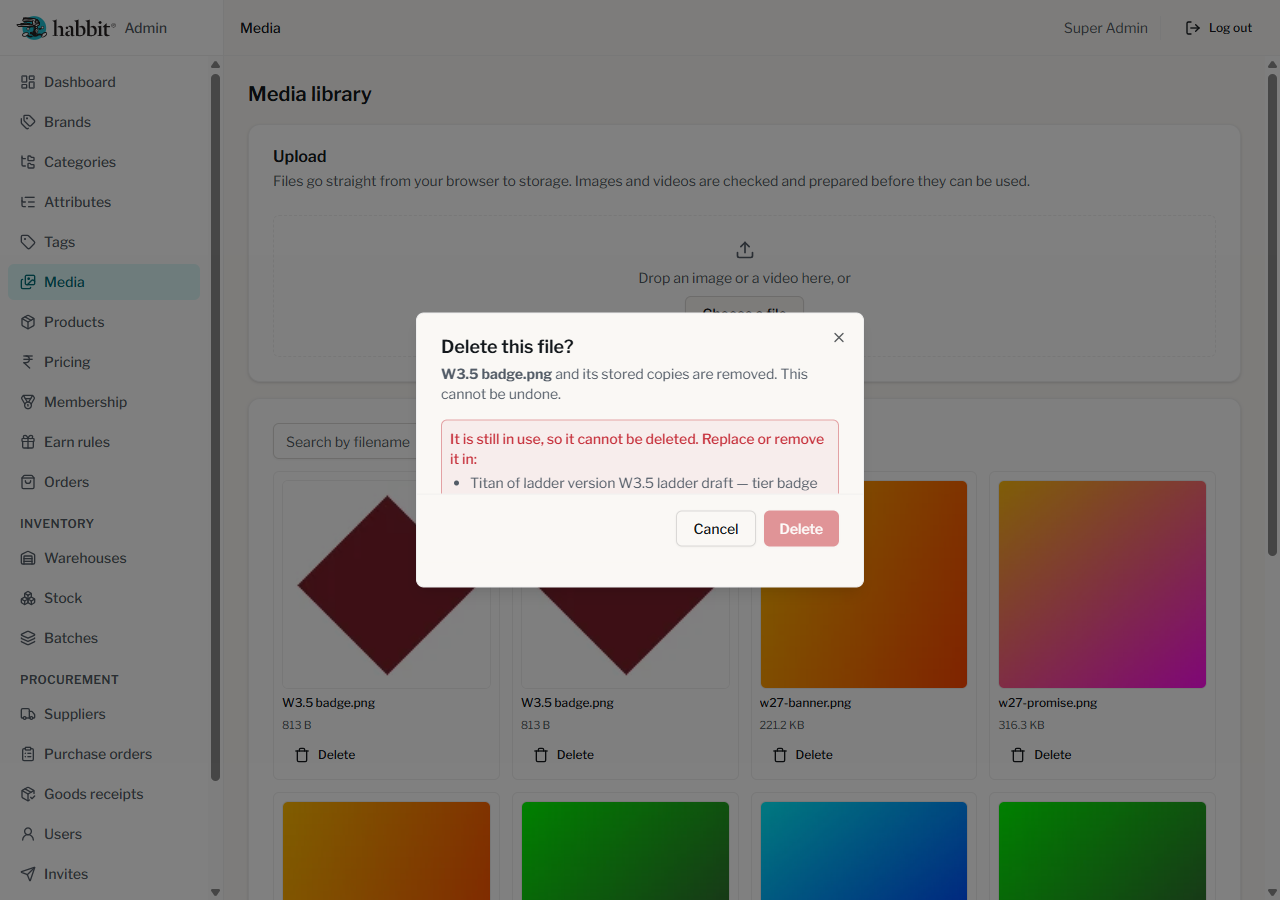 habbit® Admin
Media
Super Admin
Log out
Dashboard
Brands
Categories
Attributes
Tags
Media
Products
Pricing
Membership
Earn rules
Orders
INVENTORY
Warehouses
Stock
Batches
PROCUREMENT
Suppliers
Purchase orders
Goods receipts
Users
Invites
Media library
Upload
Files go straight from your browser to storage. Images and videos are checked and prepared before they can be used.
Drop an image or a video here, or
Choose a file
Search by filename
Delete this file?
W3.5 badge.png and its stored copies are removed. This
cannot be undone.
It is still in use, so it cannot be deleted. Replace or remove
it in:
• Titan of ladder version W3.5 ladder draft — tier badge
Cancel
Delete
W3.5 badge.png
813 B
Delete
W3.5 badge.png
813 B
Delete
w27-banner.png
221.2 KB
Delete
w27-promise.png
316.3 KB
Delete